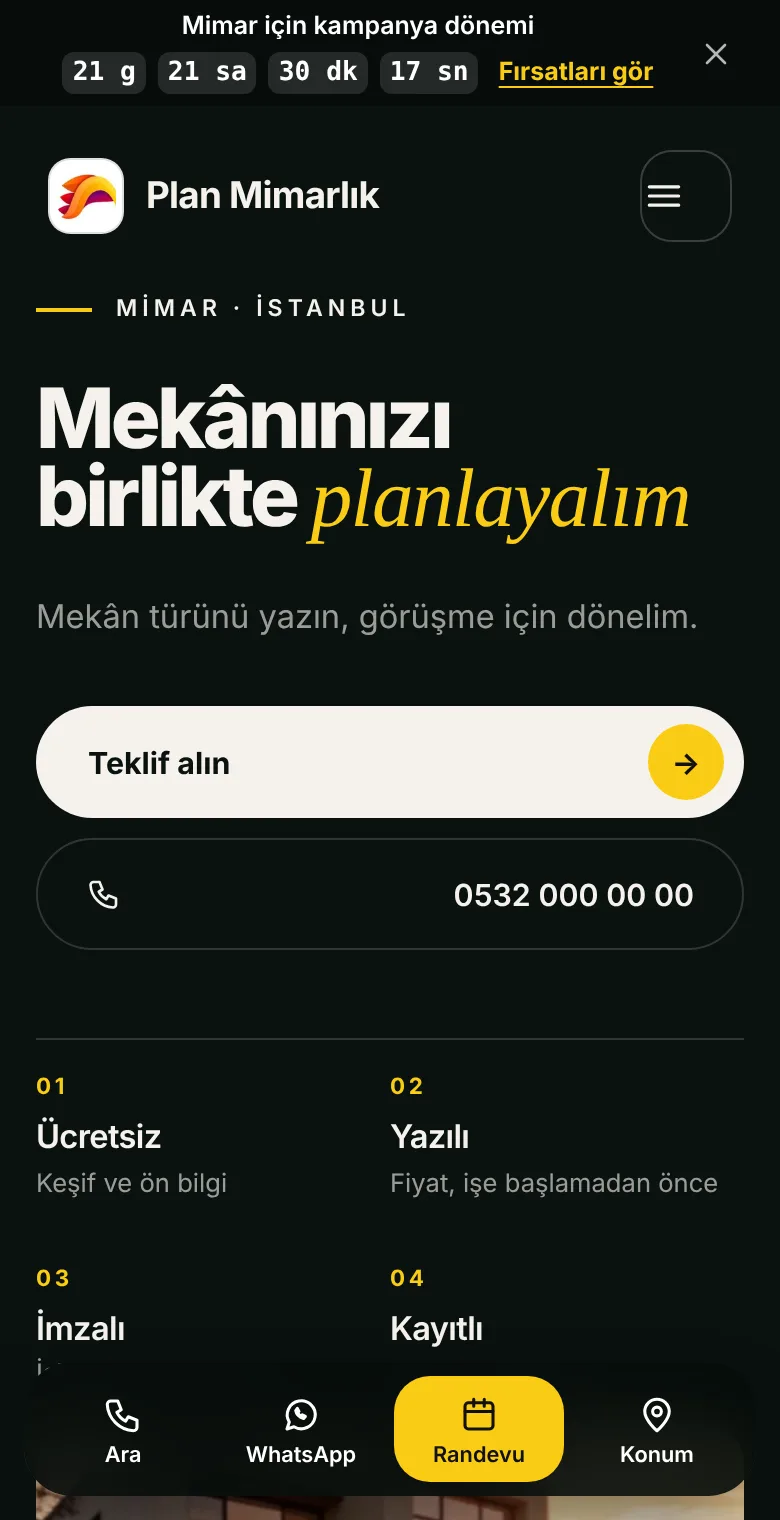 Mimar için kampanya dönemi
21 g 21 sa 30 dk 17 sn Fırsatları gör
Plan Mimarlık
MİMAR · İSTANBUL
Mekânınızı
birlikte planlayalım
Mekân türünü yazın, görüşme için dönelim.
Teklif alın
0532 000 00 00
01
Ücretsiz
Keşif ve ön bilgi
02
Yazılı
Fiyat, işe başlamadan önce
03
İmzalı
04
Kayıtlı
Ara
WhatsApp
Randevu
Konum